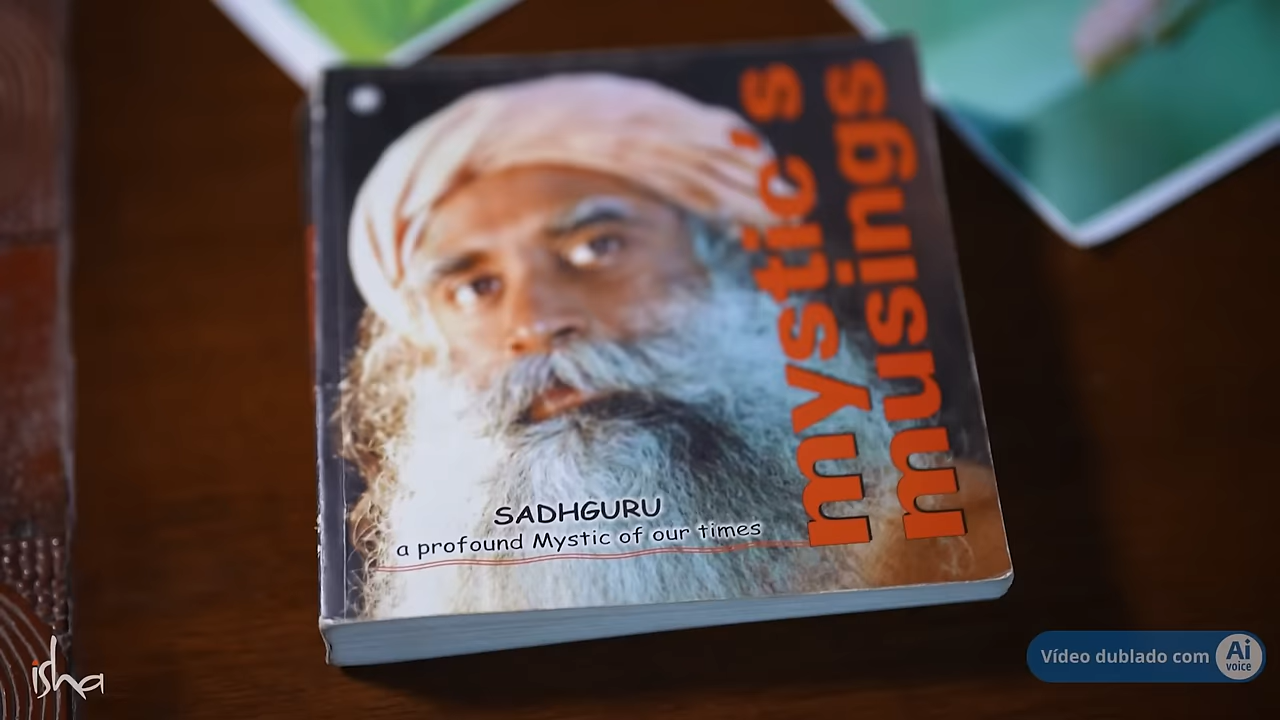 mystic's
musings
SADHGURU
a profound Mystic of our times
isha
Vídeo dublado com
Ai
voice